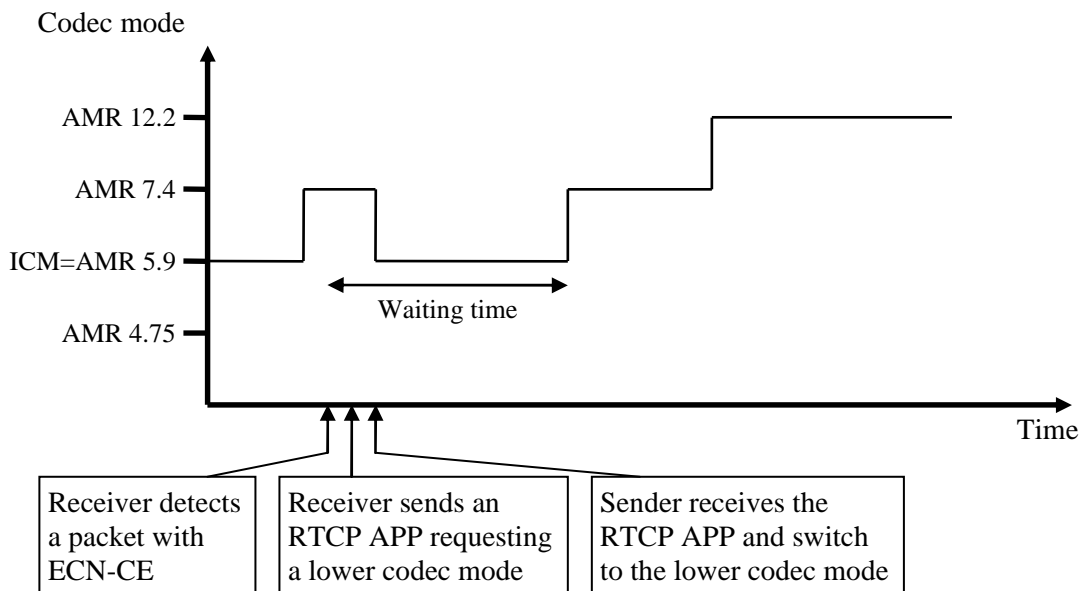 Codec mode
AMR 12.2
AMR 7.4
ICM=AMR 5.9
Waiting time
AMR 4.75
Time
Receiver detects
a packet with
ECN-CE
Receiver sends an
RTCP APP requesting
a lower codec mode
Sender receives the
RTCP APP and switch
to the lower codec mode